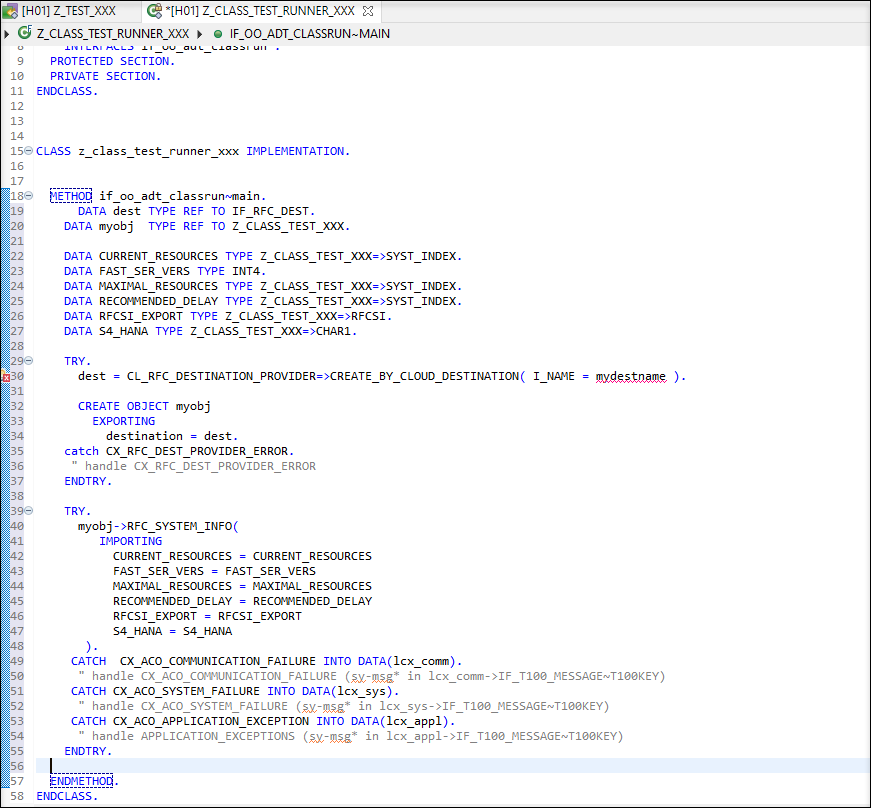 [H01] Z_TEST_XXX
*[H01] Z_CLASS_TEST_RUNNER_XXX
Z_CLASS_TEST_RUNNER_XXX IF_OO_ADT_CLASSRUN~MAIN
8 INTERFACES if_oo_adt_classrun .
9 PROTECTED SECTION.
10 PRIVATE SECTION.
11 ENDCLASS.
12
13
14
15 CLASS z_class_test_runner_xxx IMPLEMENTATION.
16
17
18 METHOD if_oo_adt_classrun~main.
19 DATA dest TYPE REF TO IF_RFC_DEST.
20 DATA myobj  TYPE REF TO Z_CLASS_TEST_XXX.
21
22 DATA CURRENT_RESOURCES TYPE Z_CLASS_TEST_XXX=>SYST_INDEX.
23 DATA FAST_SER_VERS TYPE INT4.
24 DATA MAXIMAL_RESOURCES TYPE Z_CLASS_TEST_XXX=>SYST_INDEX.
25 DATA RECOMMENDED_DELAY TYPE Z_CLASS_TEST_XXX=>SYST_INDEX.
26 DATA RFCSI_EXPORT TYPE Z_CLASS_TEST_XXX=>RFCSI.
27 DATA S4_HANA TYPE Z_CLASS_TEST_XXX=>CHAR1.
28
29 TRY.
30 dest = CL_RFC_DESTINATION_PROVIDER=>CREATE_BY_CLOUD_DESTINATION( I_NAME = mydestname ).
31
32 CREATE OBJECT myobj
33 EXPORTING
34 destination = dest.
35 catch CX_RFC_DEST_PROVIDER_ERROR.
36 " handle CX_RFC_DEST_PROVIDER_ERROR
37 ENDTRY.
38
39 TRY.
40 myobj->RFC_SYSTEM_INFO(
41 IMPORTING
42 CURRENT_RESOURCES = CURRENT_RESOURCES
43 FAST_SER_VERS = FAST_SER_VERS
44 MAXIMAL_RESOURCES = MAXIMAL_RESOURCES
45 RECOMMENDED_DELAY = RECOMMENDED_DELAY
46 RFCSI_EXPORT = RFCSI_EXPORT
47 S4_HANA = S4_HANA
48 ).
49 CATCH  CX_ACO_COMMUNICATION_FAILURE INTO DATA(lcx_comm).
50 " handle CX_ACO_COMMUNICATION_FAILURE (sy-msg* in lcx_comm->IF_T100_MESSAGE~T100KEY)
51 CATCH CX_ACO_SYSTEM_FAILURE INTO DATA(lcx_sys).
52 " handle CX_ACO_SYSTEM_FAILURE (sy-msg* in lcx_sys->IF_T100_MESSAGE~T100KEY)
53 CATCH CX_ACO_APPLICATION_EXCEPTION INTO DATA(lcx_appl).
54 " handle APPLICATION_EXCEPTIONS (sy-msg* in lcx_appl->IF_T100_MESSAGE~T100KEY)
55 ENDTRY.
56
57 ENDMETHOD.
58 ENDCLASS.